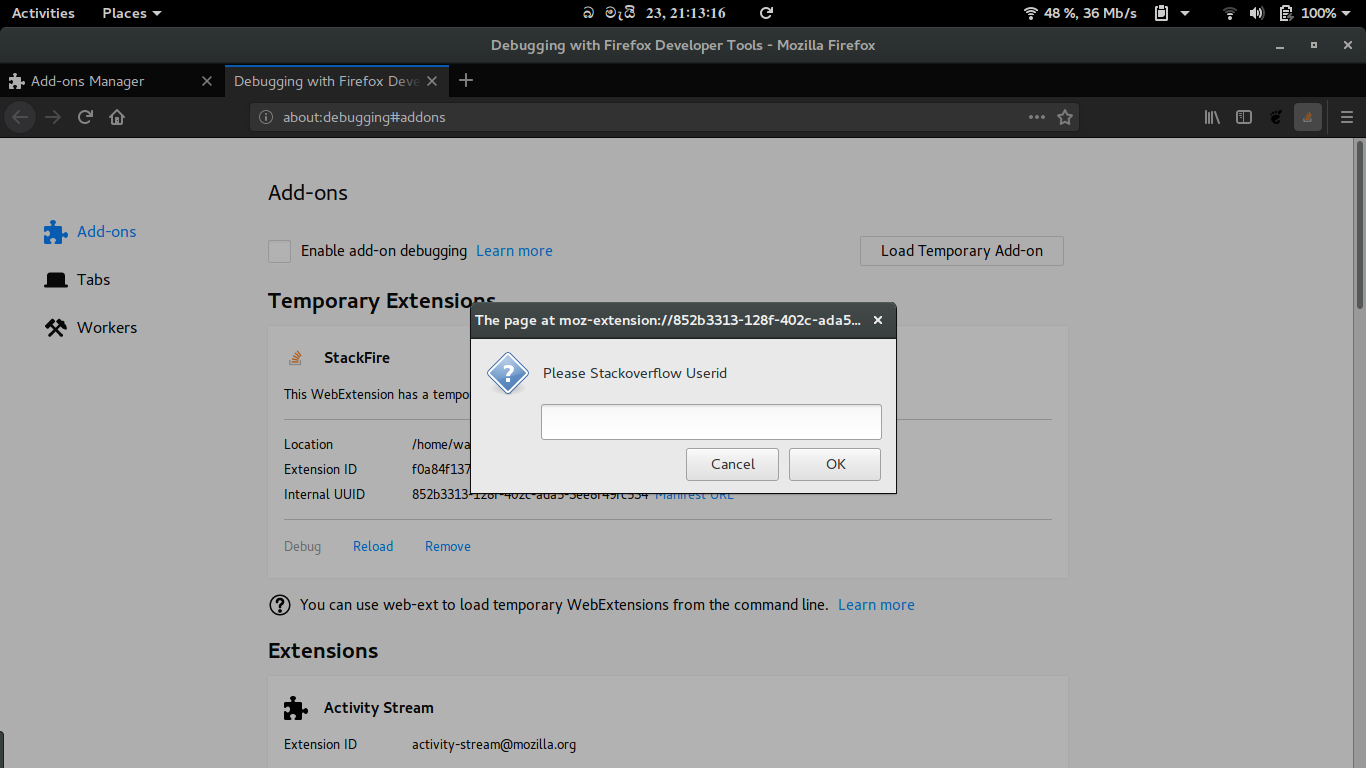 Activities Places බ මැයි 23, 21:13:16 48 %, 36 Mb/s 100%
Debugging with Firefox Developer Tools - Mozilla Firefox
Add-ons Manager Debugging with Firefox Deve
about:debugging#addons
Add-ons
Add-ons
Enable add-on debugging Learn more Load Temporary Add-on
Tabs
Temporary Extensions
Workers
The page at moz-extension://852b3313-128f-402c-ada5...
Please Stackoverflow Userid
Cancel OK
StackFire
This WebExtension has a tempo
Location /home/wa
Extension ID f0a84f137
Internal UUID 852b3313-128f-402c-ada5-3ee8f49fc534 Manifest URL
Debug Reload Remove
You can use web-ext to load temporary WebExtensions from the command line. Learn more
Extensions
Activity Stream
Extension ID activity-stream@mozilla.org